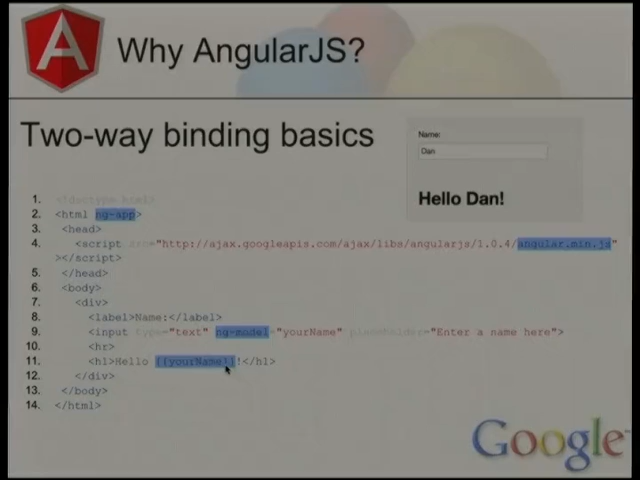 Why AngularJS?
Two-way binding basics
Name:
Dan
Hello Dan!
1. <!doctype html>
2. <html ng-app>
3. <head>
4. <script src="http://ajax.googleapis.com/ajax/libs/angularjs/1.0.4/angular.min.js"
></script>
5. </head>
6. <body>
7. <div>
8. <label>Name:</label>
9. <input type="text" ng-model="yourName" placeholder="Enter a name here">
10. <hr>
11. <h1>Hello {{yourName}}!</h1>
12. </div>
13. </body>
14. </html>
Google